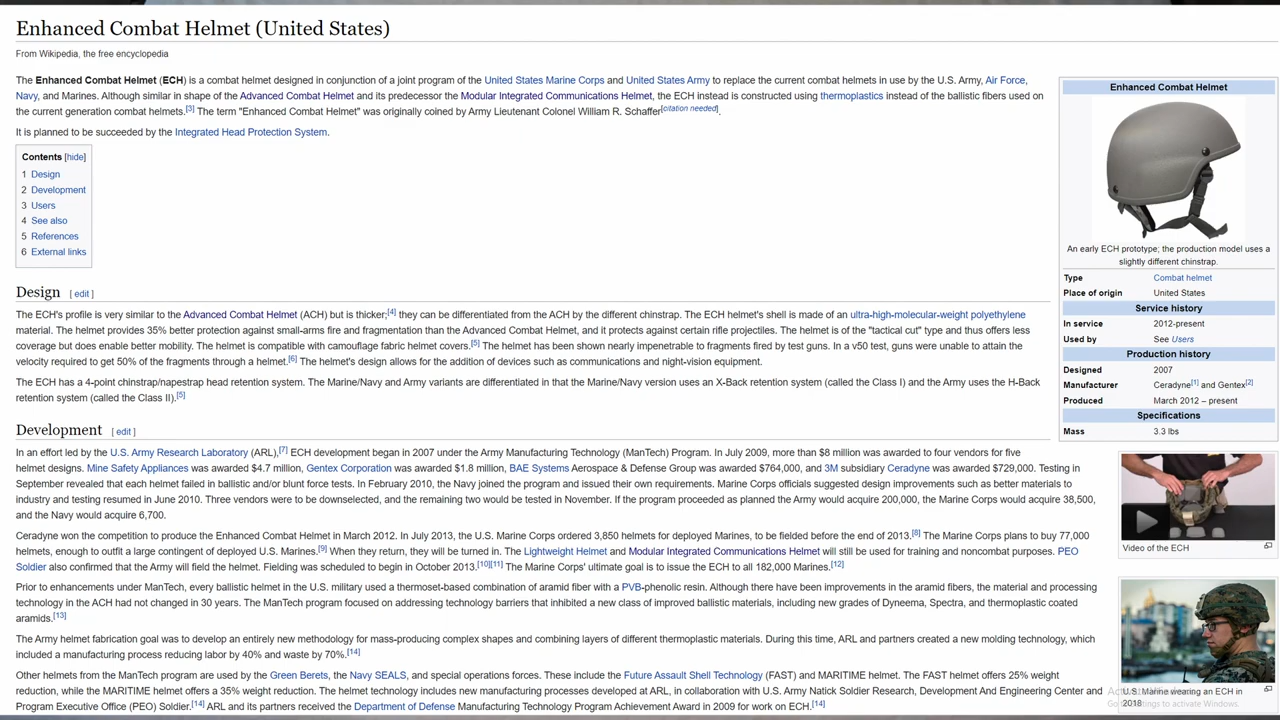 Enhanced Combat Helmet (United States)
From Wikipedia, the free encyclopedia
The Enhanced Combat Helmet (ECH) is a combat helmet designed in conjunction of a joint program of the United States Marine Corps and United States Army to replace the current combat helmets in use by the U.S. Army, Air Force,
Navy, and Marines. Although similar in shape of the Advanced Combat Helmet and its predecessor the Modular Integrated Communications Helmet, the ECH instead is constructed using thermoplastics instead of the ballistic fibers used on
the current generation combat helmets.[3] The term "Enhanced Combat Helmet" was originally coined by Army Lieutenant Colonel William R. Schaffer[citation needed].
It is planned to be succeeded by the Integrated Head Protection System.
Contents [hide]
1 Design
2 Development
3 Users
4 See also
5 References
6 External links
Design [ edit ]
The ECH's profile is very similar to the Advanced Combat Helmet (ACH) but is thicker;[4] they can be differentiated from the ACH by the different chinstrap. The ECH helmet's shell is made of an ultra-high-molecular-weight polyethylene
material. The helmet provides 35% better protection against small-arms fire and fragmentation than the Advanced Combat Helmet, and it protects against certain rifle projectiles. The helmet is of the "tactical cut" type and thus offers less
coverage but does enable better mobility. The helmet is compatible with camouflage fabric helmet covers.[5] The helmet has been shown nearly impenetrable to fragments fired by test guns. In a v50 test, guns were unable to attain the
velocity required to get 50% of the fragments through a helmet.[6] The helmet's design allows for the addition of devices such as communications and night-vision equipment.
The ECH has a 4-point chinstrap/napestrap head retention system. The Marine/Navy and Army variants are differentiated in that the Marine/Navy version uses an X-Back retention system (called the Class I) and the Army uses the H-Back
retention system (called the Class II).[5]
Development [ edit ]
In an effort led by the U.S. Army Research Laboratory (ARL),[7] ECH development began in 2007 under the Army Manufacturing Technology (ManTech) Program. In July 2009, more than $8 million was awarded to four vendors for five
helmet designs. Mine Safety Appliances was awarded $4.7 million, Gentex Corporation was awarded $1.8 million, BAE Systems Aerospace & Defense Group was awarded $764,000, and 3M subsidiary Ceradyne was awarded $729,000. Testing in
September revealed that each helmet failed in ballistic and/or blunt force tests. In February 2010, the Navy joined the program and issued their own requirements. Marine Corps officials suggested design improvements such as better materials to
industry and testing resumed in June 2010. Three vendors were to be downselected, and the remaining two would be tested in November. If the program proceeded as planned the Army would acquire 200,000, the Marine Corps would acquire 38,500,
and the Navy would acquire 6,700.
Ceradyne won the competition to produce the Enhanced Combat Helmet in March 2012. In July 2013, the U.S. Marine Corps ordered 3,850 helmets for deployed Marines, to be fielded before the end of 2013.[8] The Marine Corps plans to buy 77,000
helmets, enough to outfit a large contingent of deployed U.S. Marines.[9] When they return, they will be turned in. The Lightweight Helmet and Modular Integrated Communications Helmet will still be used for training and noncombat purposes. PEO
Soldier also confirmed that the Army will field the helmet. Fielding was scheduled to begin in October 2013.[10][11] The Marine Corps' ultimate goal is to issue the ECH to all 182,000 Marines.[12]
Prior to enhancements under ManTech, every ballistic helmet in the U.S. military used a thermoset-based combination of aramid fiber with a PVB-phenolic resin. Although there have been improvements in the aramid fibers, the material and processing
technology in the ACH had not changed in 30 years. The ManTech program focused on addressing technology barriers that inhibited a new class of improved ballistic materials, including new grades of Dyneema, Spectra, and thermoplastic coated
aramids.[13]
The Army helmet fabrication goal was to develop an entirely new methodology for mass-producing complex shapes and combining layers of different thermoplastic materials. During this time, ARL and partners created a new molding technology, which
included a manufacturing process reducing labor by 40% and waste by 70%.[14]
Other helmets from the ManTech program are used by the Green Berets, the Navy SEALS, and special operations forces. These include the Future Assault Shell Technology (FAST) and MARITIME helmet. The FAST helmet offers 25% weight
reduction, while the MARITIME helmet offers a 35% weight reduction. The helmet technology includes new manufacturing processes developed at ARL, in collaboration with U.S. Army Natick Soldier Research, Development And Engineering Center and
Program Executive Office (PEO) Soldier.[14] ARL and its partners received the Department of Defense Manufacturing Technology Program Achievement Award in 2009 for work on ECH.[14]
Enhanced Combat Helmet
An early ECH prototype; the production model uses a
slightly different chinstrap.
Type Combat helmet
Place of origin United States
Service history
In service 2012-present
Used by See Users
Production history
Designed 2007
Manufacturer Ceradyne[1] and Gentex[2]
Produced March 2012 – present
Specifications
Mass 3.3 lbs
Video of the ECH
U.S. Marine wearing an ECH in
2018
Go to Settings to activate Windows.